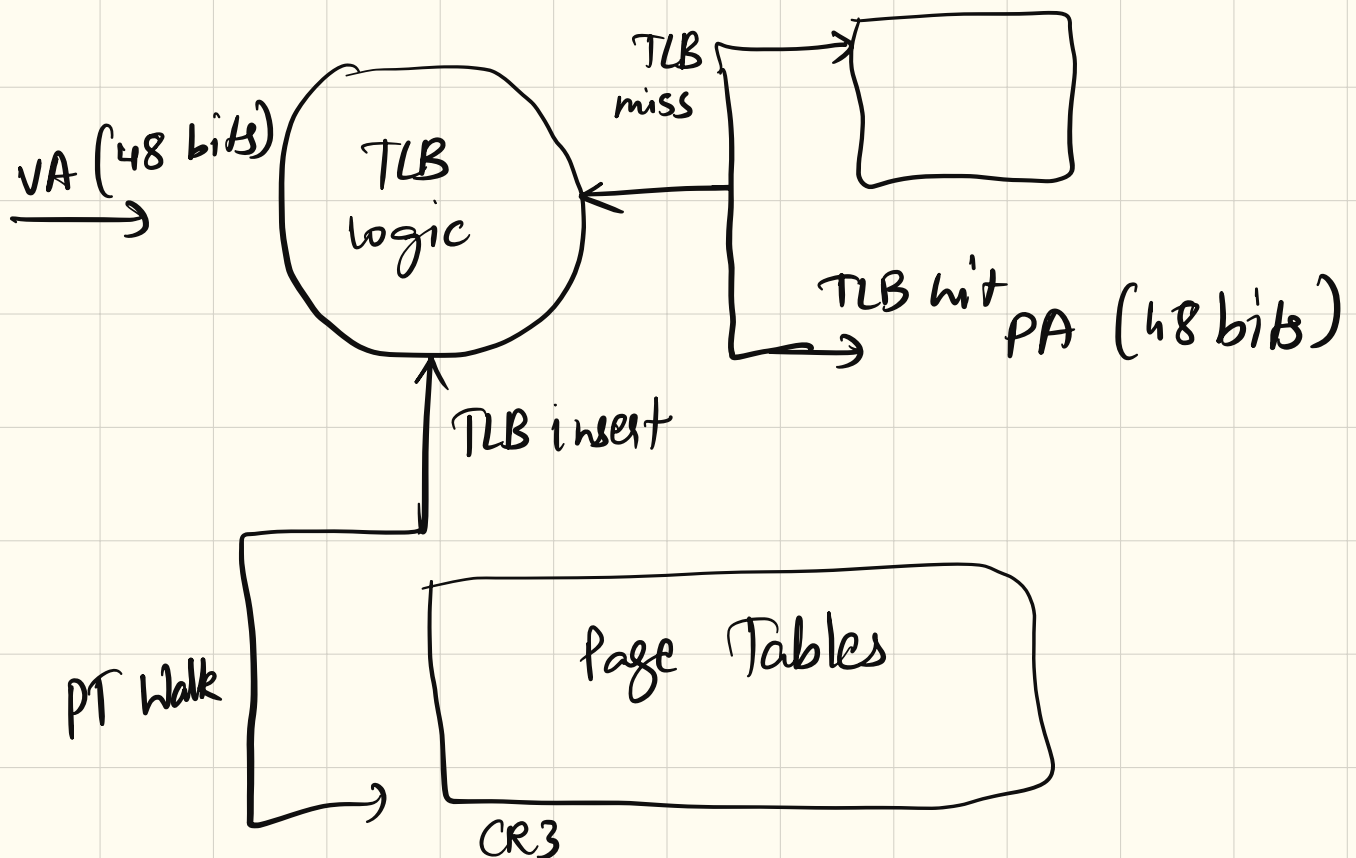 VA (48 bits)
TLB
logic
TLB
miss
TLB hit
PA (48 bits)
TLB insert
PT Walk
Page Tables
CR3